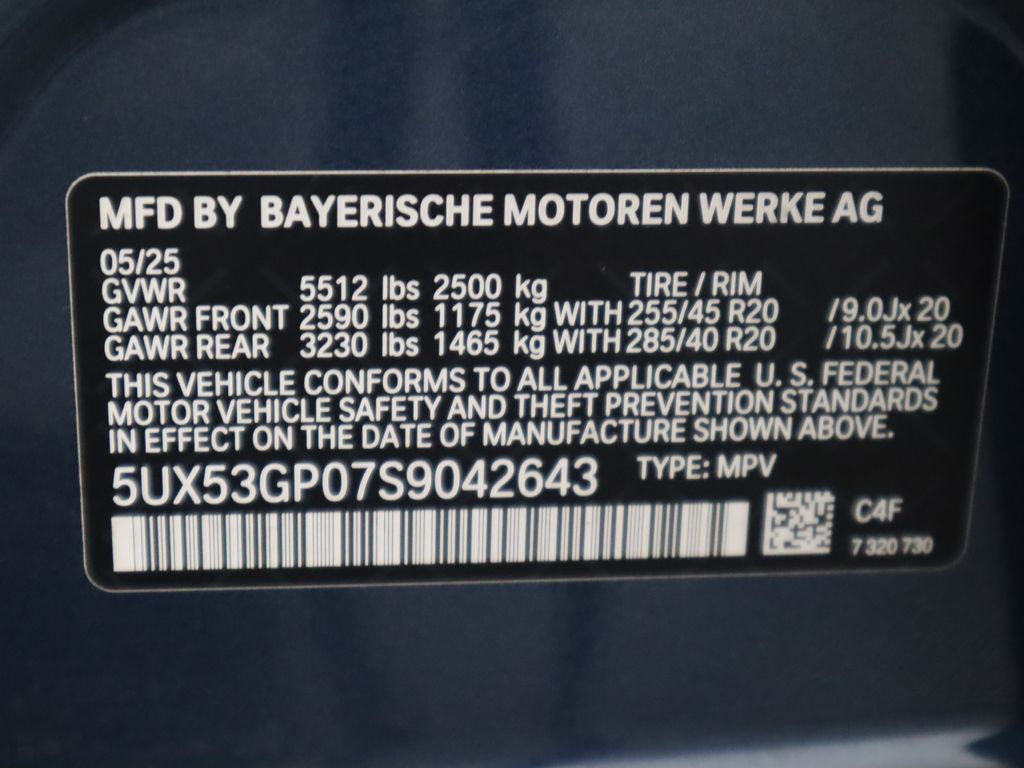 MFD BY BAYERISCHE MOTOREN WERKE AG
05/25
GVWR 5512 lbs 2500 kg TIRE / RIM
GAWR FRONT 2590 lbs 1175 kg WITH 255/45 R20 /9.0Jx 20
GAWR REAR 3230 lbs 1465 kg WITH 285/40 R20 /10.5Jx 20
THIS VEHICLE CONFORMS TO ALL APPLICABLE U. S. FEDERAL
MOTOR VEHICLE SAFETY AND THEFT PREVENTION STANDARDS
IN EFFECT ON THE DATE OF MANUFACTURE SHOWN ABOVE.
5UX53GP07S9042643 TYPE: MPV
C4F
7 320 730